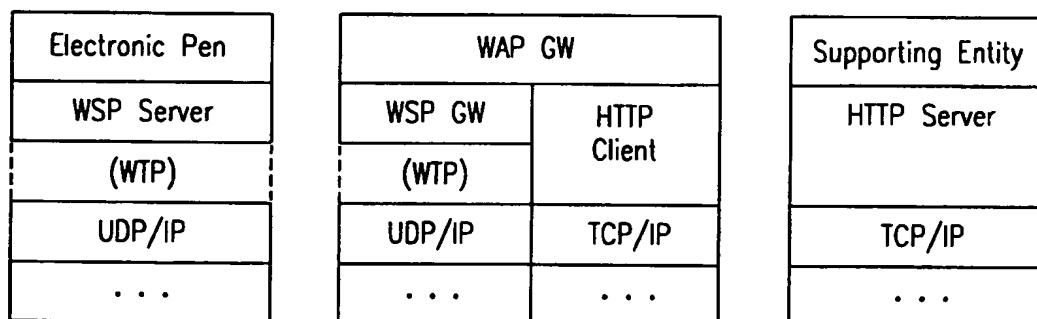 Electronic Pen
WSP Server
(WTP)
UDP/IP
...
WAP GW
WSP GW
(WTP)
UDP/IP
...
HTTP
Client
TCP/IP
...
Supporting Entity
HTTP Server
TCP/IP
...